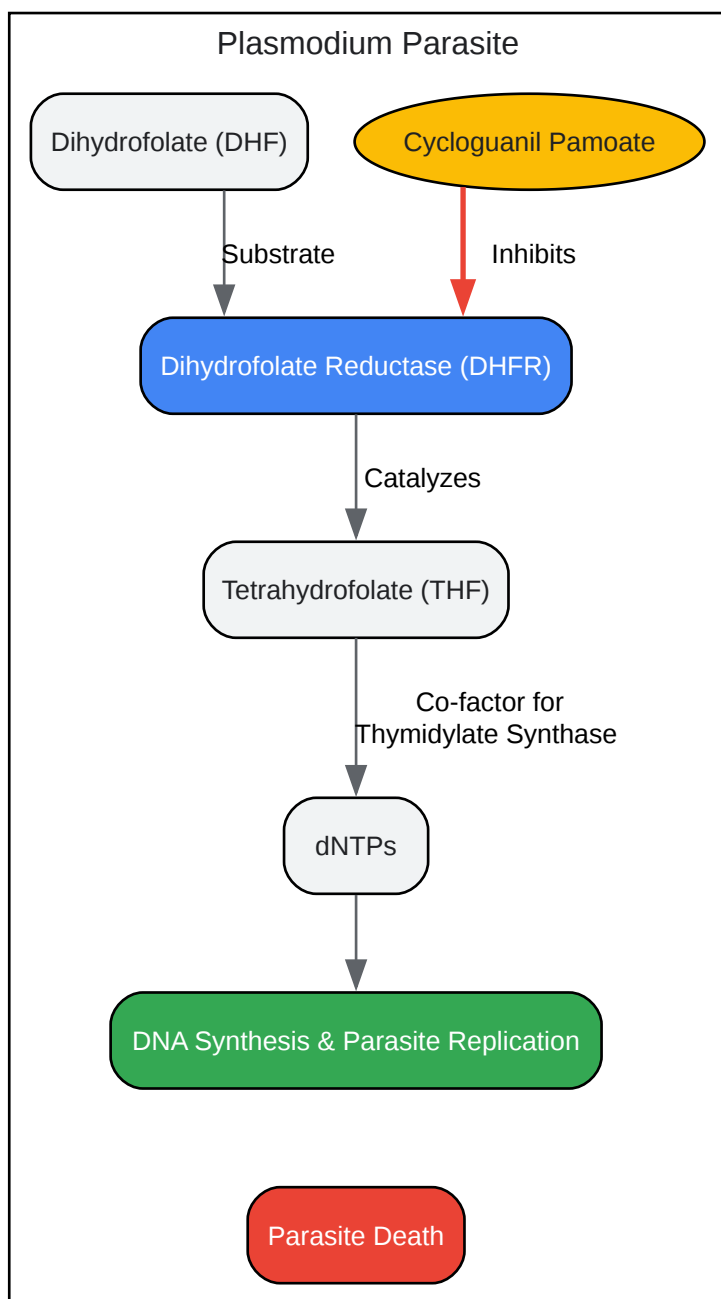 Plasmodium Parasite
Dihydrofolate (DHF)
Cycloguanil Pamoate
Substrate
Inhibits
Dihydrofolate Reductase (DHFR)
Catalyzes
Tetrahydrofolate (THF)
Co-factor for
Thymidylate Synthase
dNTPs
DNA Synthesis & Parasite Replication
Parasite Death